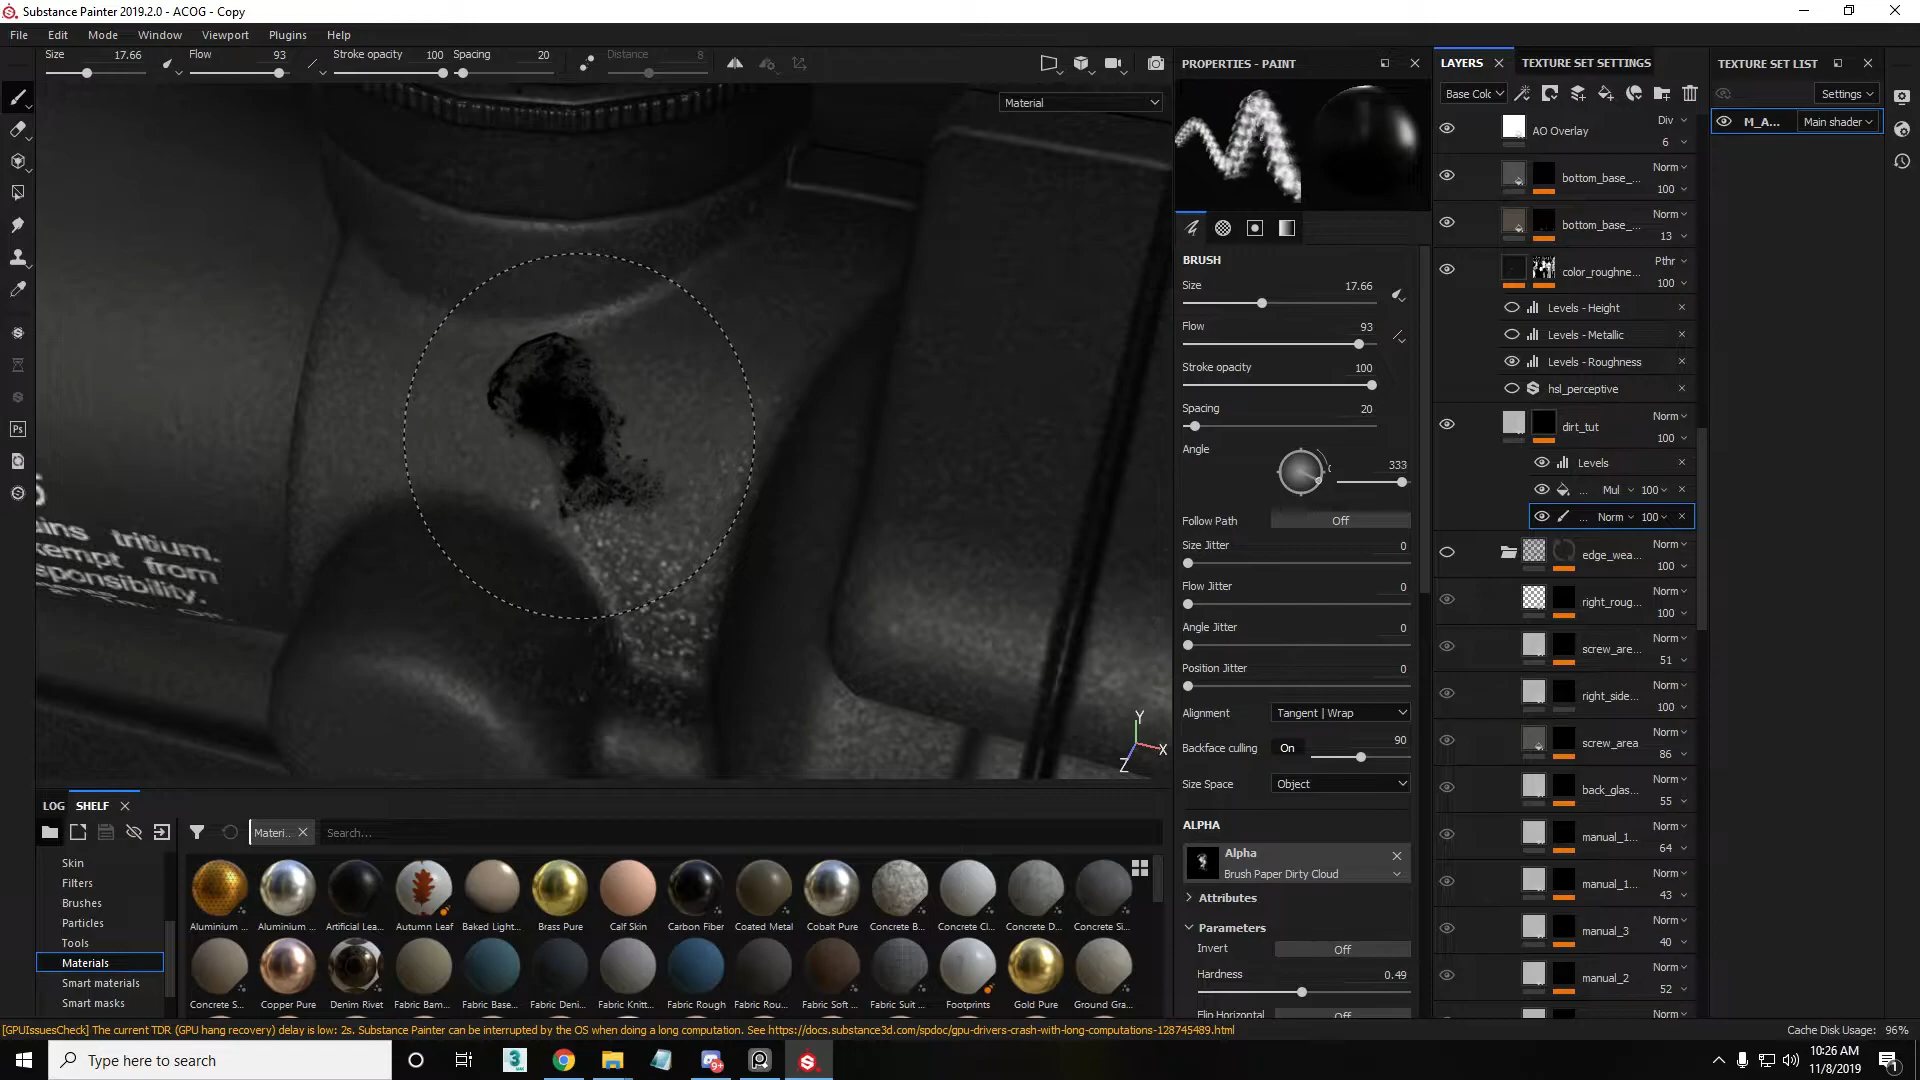 Substance Painter 2019.2.0 - ACOG - Copy
File Edit Mode Window Viewport Plugins Help
Size 17.66 Flow 93 Stroke opacity 100 Spacing 20 Distance 8
Material
ains tritium.
exempt from
sponsibility.
Y
X
Z
PROPERTIES - PAINT
BRUSH
Size 17.66
Flow 93
Stroke opacity 100
Spacing 20
Angle 333
Follow Path Off
Size Jitter 0
Flow Jitter 0
Angle Jitter 0
Position Jitter 0
Alignment Tangent | Wrap
Backface culling On 90
Size Space Object
ALPHA
Alpha
Brush Paper Dirty Cloud
Attributes
Parameters
Invert Off
Hardness 0.49
Flip Horizontal Off
LAYERS TEXTURE SET SETTINGS
Base Colc
AO Overlay Div 6
bottom_base_... Norm 100
bottom_base_... Norm 13
color_roughne... Pthr 100
Levels - Height
Levels - Metallic
Levels - Roughness
hsl_perceptive
dirt_tut Norm 100
Levels
... Mul 100
... Norm 100
edge_wea... Norm 100
right_roug... Norm 100
screw_are... Norm 51
right_side... Norm 100
screw_area Norm 86
back_glas... Norm 55
manual_1... Norm 64
manual_1... Norm 43
manual_3 Norm 40
manual_2 Norm 52
Norm
TEXTURE SET LIST
Settings
M_A... Main shader
LOG SHELF
Materi... Search...
Skin
Filters
Brushes
Particles
Tools
Materials
Smart materials
Smart masks
Aluminium ... Aluminium ... Artificial Lea... Autumn Leaf Baked Light... Brass Pure Calf Skin Carbon Fiber Coated Metal Cobalt Pure Concrete B... Concrete Cl... Concrete D... Concrete Si...
Concrete S... Copper Pure Denim Rivet Fabric Bam... Fabric Base... Fabric Deni... Fabric Knitt... Fabric Rough Fabric Rou... Fabric Soft ... Fabric Suit ... Footprints Gold Pure Ground Gra...
[GPUIssuesCheck] The current TDR (GPU hang recovery) delay is low: 2s. Substance Painter can be interrupted by the OS when doing a long computation. See https://docs.substance3d.com/spdoc/gpu-drivers-crash-with-long-computations-128745489.html
Cache Disk Usage: 96%
Type here to search
10:26 AM
11/8/2019